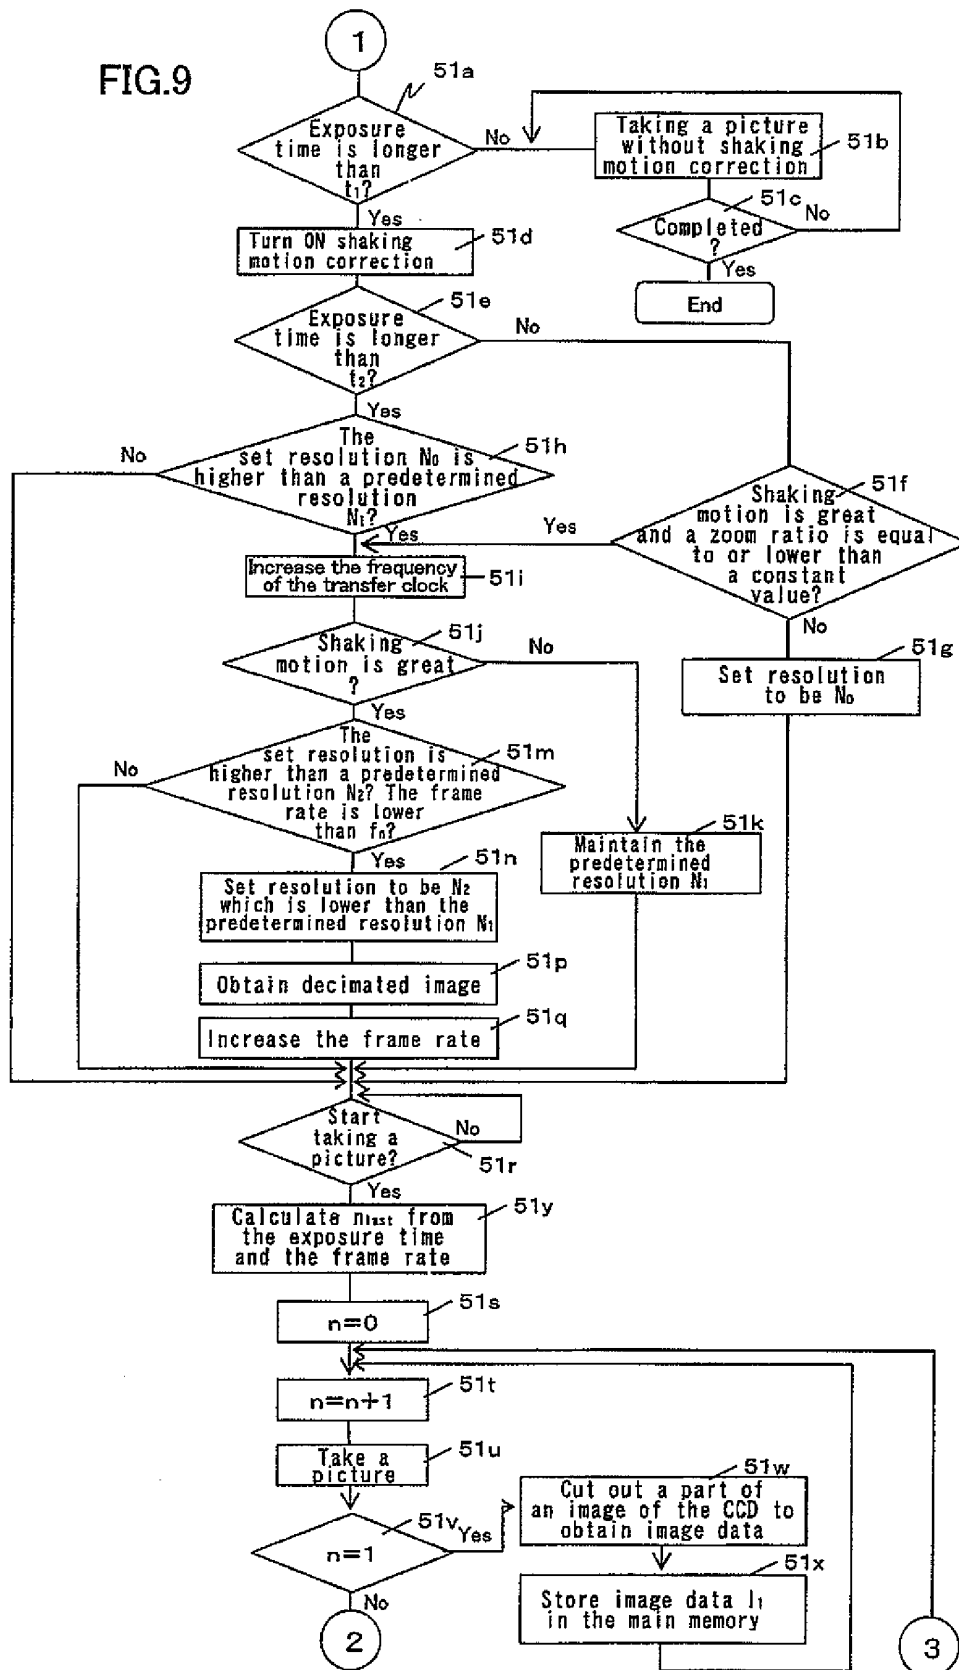 1
FIG.9
51a
Exposure
time is longer
than
t1?
No
Taking a picture
without shaking
motion correction
51b
51c
Completed
?
No
Yes
End
Yes
Turn ON shaking
motion correction
51d
51e
Exposure
time is longer
than
t2?
No
Yes
No
The
set resolution N0 is
higher than a predetermined
resolution
N1?
51h
Yes
Shaking
motion is great
and a zoom ratio is equal
to or lower than
a constant
value?
51f
Yes
No
Increase the frequency
of the transfer clock
51i
51j
Shaking
motion is great
?
No
Yes
51g
Set resolution
to be N0
No
The
set resolution is
higher than a predetermined
resolution N2? The frame
rate is lower
than fn?
51m
Yes
51k
Maintain the
predetermined
resolution N1
51n
Set resolution to be N2
which is lower than the
predetermined resolution N1
51p
Obtain decimated image
51q
Increase the frame rate
Start
taking a
picture?
No
51r
Yes
Calculate nlast from
the exposure time
and the frame rate
51y
51s
n=0
51t
n=n+1
51u
Take a
picture
51v
n=1
Yes
No
51w
Cut out a part of
an image of the CCD to
obtain image data
51x
Store image data I1
in the main memory
2
3